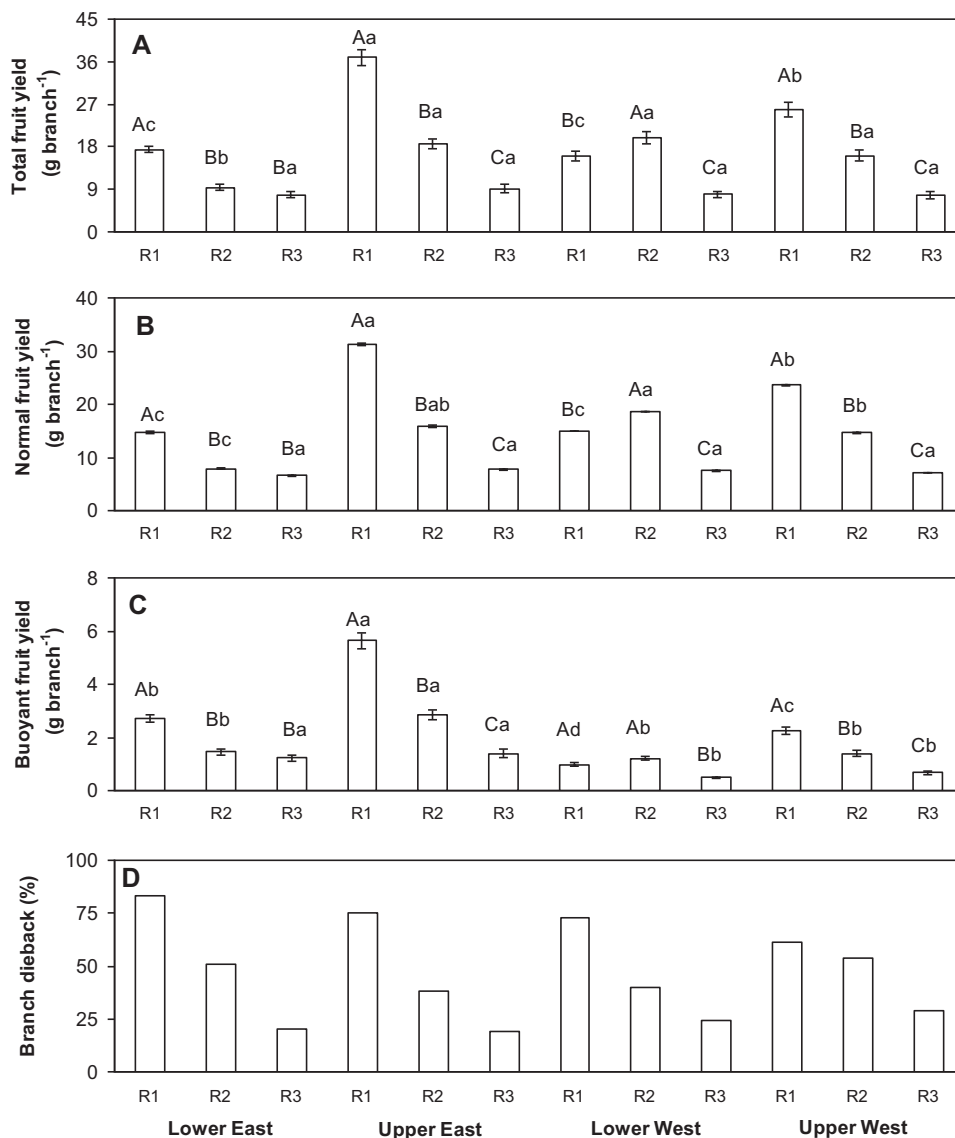 A
Total fruit yield
(g branch⁻¹)
45
36
27
18
9
0
Ac Bb Ba Aa Ba Ca Bc Aa Ca Ab Ba Ca
R1 R2 R3 R1 R2 R3 R1 R2 R3 R1 R2 R3
B
Normal fruit yield
(g branch⁻¹)
40
30
20
10
0
Ac Bc Ba Aa Bab Ca Bc Aa Ca Ab Bb Ca
R1 R2 R3 R1 R2 R3 R1 R2 R3 R1 R2 R3
C
Buoyant fruit yield
(g branch⁻¹)
8
6
4
2
0
Ab Bb Ba Aa Ba Ca Ad Ab Bb Ac Bb Cb
R1 R2 R3 R1 R2 R3 R1 R2 R3 R1 R2 R3
D
Branch dieback (%)
100
75
50
25
0
R1 R2 R3 R1 R2 R3 R1 R2 R3 R1 R2 R3
Lower East Upper East Lower West Upper West